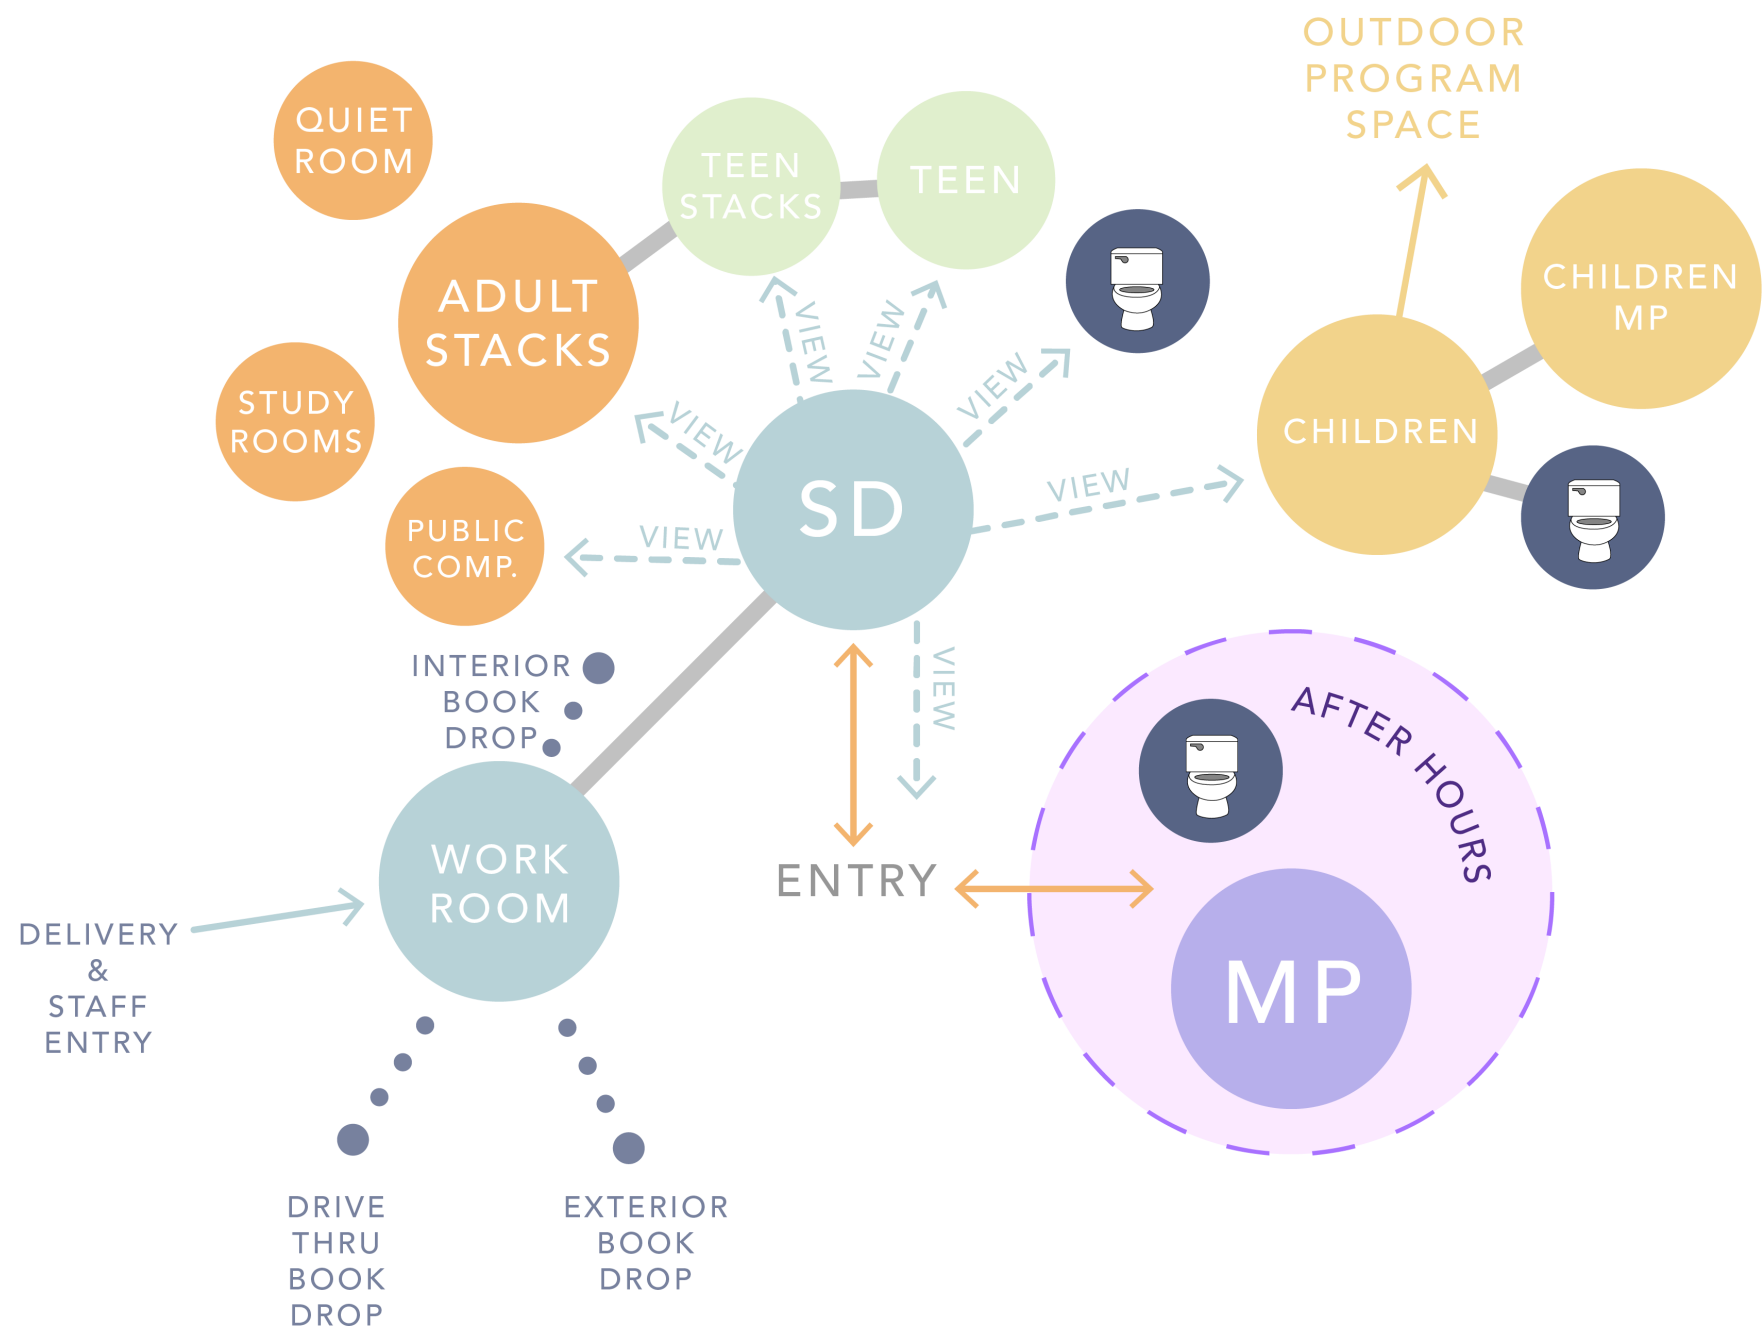 OUTDOOR
PROGRAM
SPACE
QUIET
ROOM
TEEN
STACKS
TEEN
ADULT
STACKS
CHILDREN
MP
CHILDREN
STUDY
ROOMS
PUBLIC
COMP.
VIEW
VIEW
VIEW
VIEW
VIEW
VIEW
VIEW
SD
INTERIOR
BOOK
DROP
WORK
ROOM
ENTRY
AFTER HOURS
MP
DELIVERY
&
STAFF
ENTRY
DRIVE
THRU
BOOK
DROP
EXTERIOR
BOOK
DROP